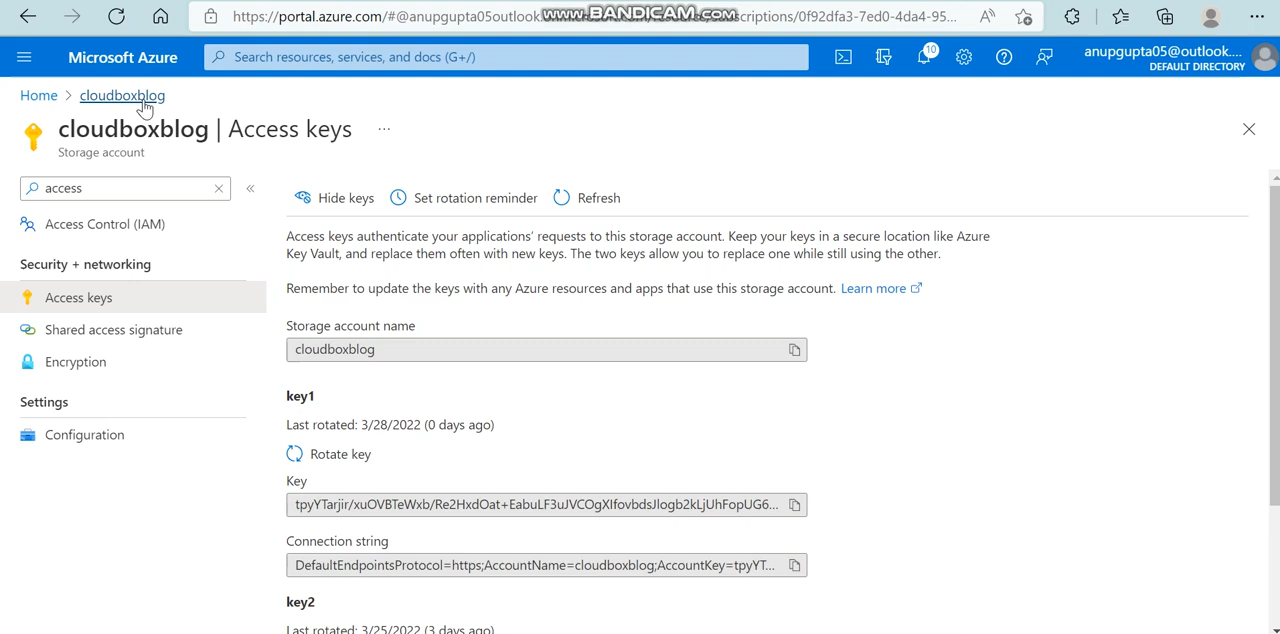 https://portal.azure.com/#@anupgupta05outlook.
www.BANDICAM.com
subscriptions/0f92dfa3-7ed0-4da4-95...
Microsoft Azure
Search resources, services, and docs (G+/)
10
anupgupta05@outlook....
DEFAULT DIRECTORY
Home > cloudboxblog
cloudboxblog | Access keys ...
Storage account
access
Hide keys
Set rotation reminder
Refresh
Access Control (IAM)
Access keys authenticate your applications' requests to this storage account. Keep your keys in a secure location like Azure
Key Vault, and replace them often with new keys. The two keys allow you to replace one while still using the other.
Security + networking
Remember to update the keys with any Azure resources and apps that use this storage account. Learn more
Access keys
Shared access signature
Storage account name
cloudboxblog
Encryption
Settings
key1
Configuration
Last rotated: 3/28/2022 (0 days ago)
Rotate key
Key
tpyYTarjir/xuOVBTeWxb/Re2HxdOat+EabuLF3uJVCOgXIfovbdsJlogb2kLjUhFopUG6...
Connection string
DefaultEndpointsProtocol=https;AccountName=cloudboxblog;AccountKey=tpyYT...
key2
Last rotated: 3/25/2022 (3 days ago)